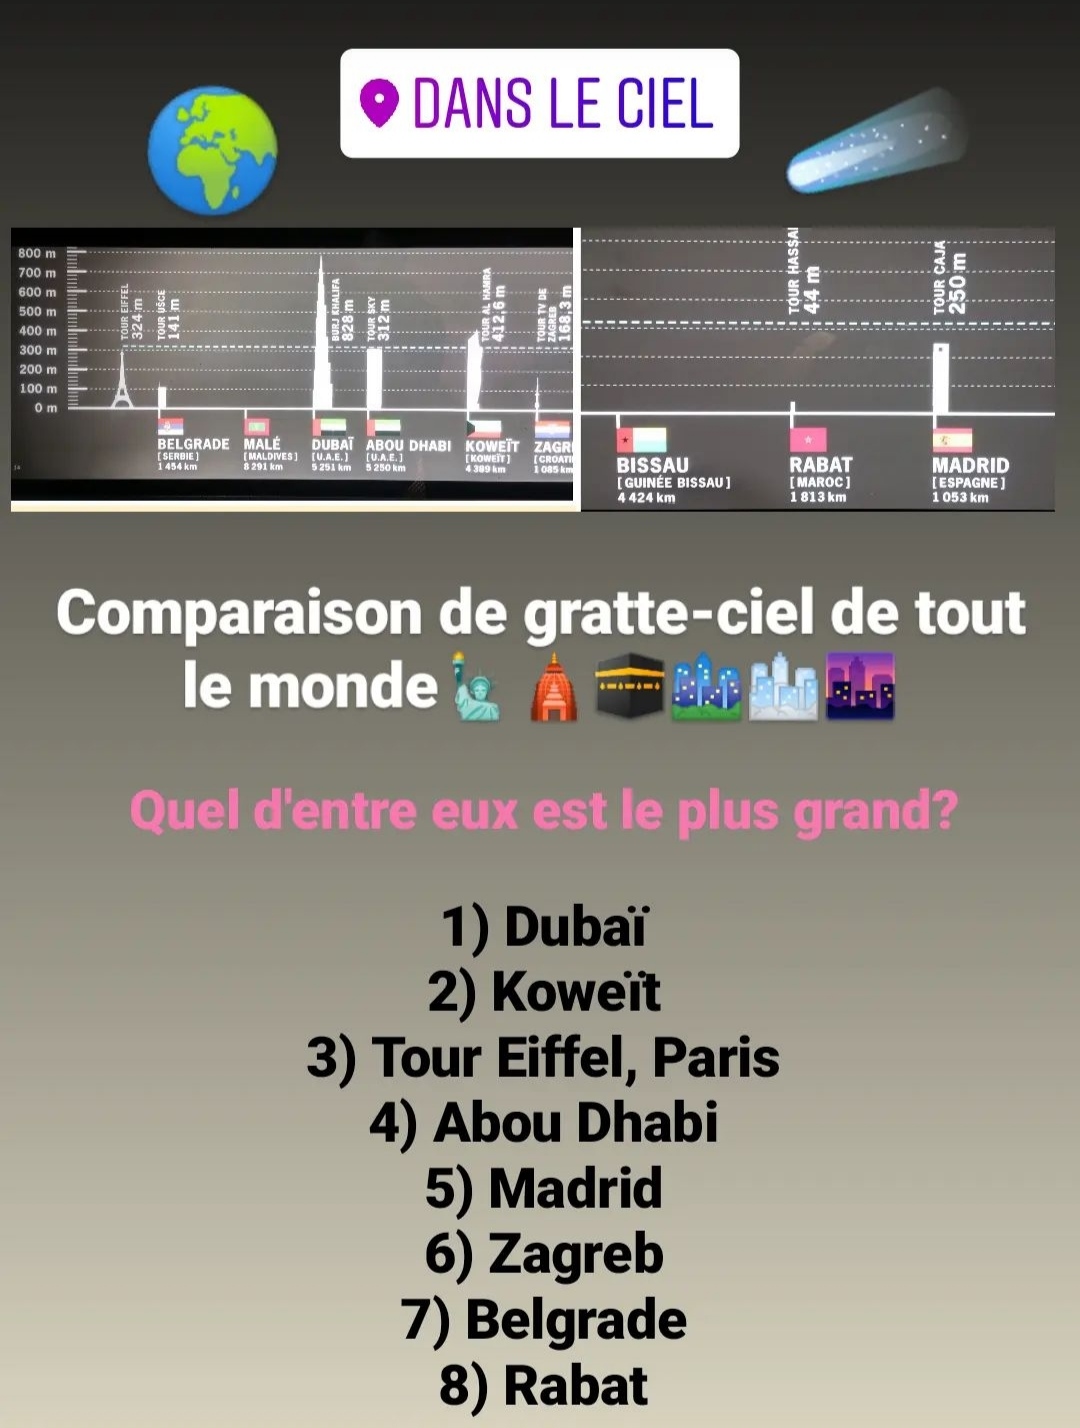 DANS LE CIEL
800 m
700 m
600 m
500 m
400 m
300 m
200 m
100 m
0 m
TOUR EIFFEL
324 m
TOUR UŠĆE
141 m
BURJ KHALIFA
828 m
TOUR SKY
312 m
TOUR AL HAMRA
412,6 m
TOUR TV DE
ZAGREB
168,3 m
BELGRADE
[SERBIE]
1 454 km
MALÉ
[MALDIVES]
8 291 km
DUBAÏ
[U.A.E.]
5 251 km
ABOU DHABI
[U.A.E.]
5 250 km
KOWEÏT
[KOWEÏT]
4 389 km
ZAGR
[CROATI
1 085 km
14
TOUR HASSA
44 m
TOUR CAJA
250 m
BISSAU
[GUINÉE BISSAU]
4 424 km
RABAT
[MAROC]
1 813 km
MADRID
[ESPAGNE]
1 053 km
Comparaison de gratte-ciel de tout
le monde
Quel d'entre eux est le plus grand?
1) Dubaï
2) Koweït
3) Tour Eiffel, Paris
4) Abou Dhabi
5) Madrid
6) Zagreb
7) Belgrade
8) Rabat